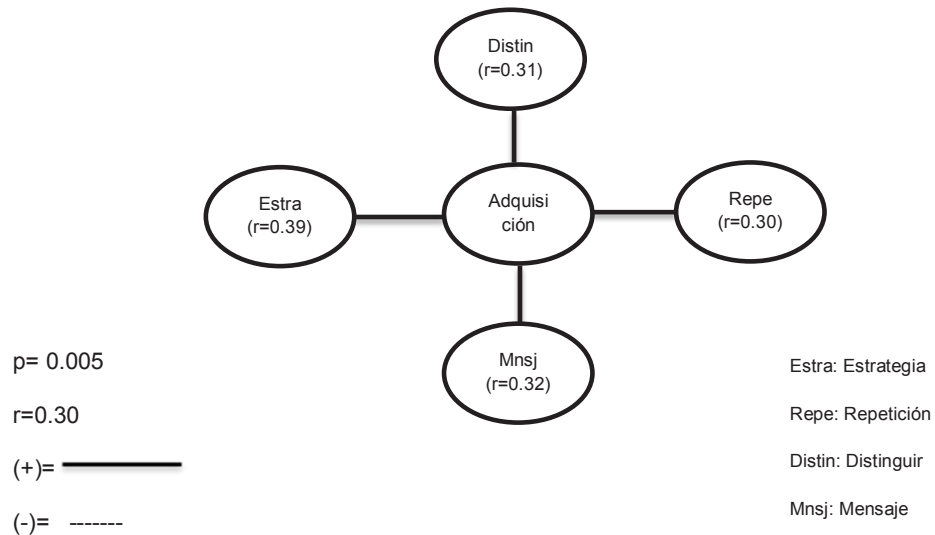 Distin
(r=0.31)
Estra
(r=0.39)
Adquisi
ción
Repe
(r=0.30)
Mnsj
(r=0.32)
p= 0.005
r=0.30
(+)=
(-)= -------
Estra: Estrategia
Repe: Repetición
Distin: Distinguir
Mnsj: Mensaje